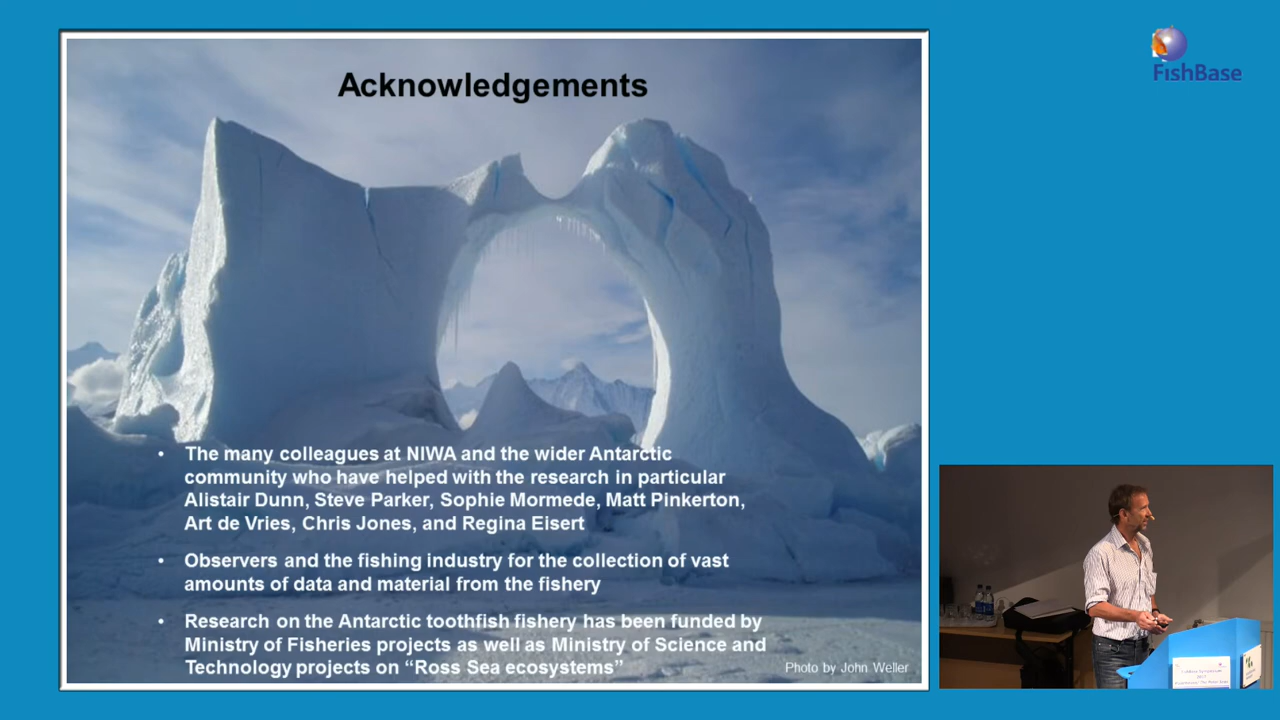 Acknowledgements
FishBase
• The many colleagues at NIWA and the wider Antarctic
community who have helped with the research in particular
Alistair Dunn, Steve Parker, Sophie Mormede, Matt Pinkerton,
Art de Vries, Chris Jones, and Regina Eisert
• Observers and the fishing industry for the collection of vast
amounts of data and material from the fishery
• Research on the Antarctic toothfish fishery has been funded by
Ministry of Fisheries projects as well as Ministry of Science and
Technology projects on “Ross Sea ecosystems”
Photo by John Weller